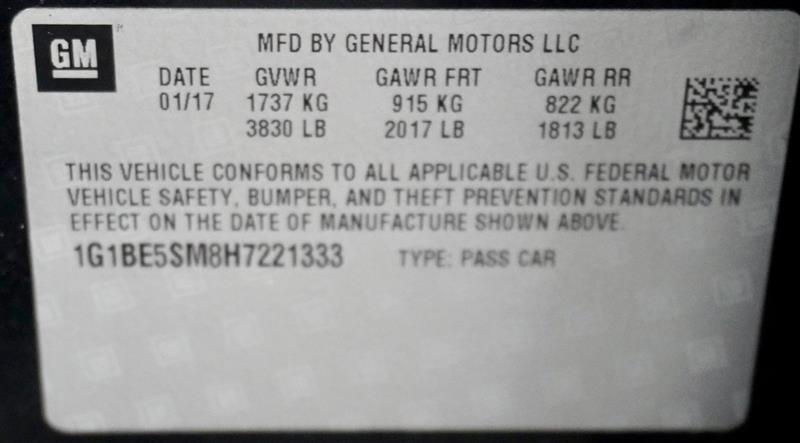 GM
MFD BY GENERAL MOTORS LLC
DATE GVWR GAWR FRT GAWR RR
01/17 1737 KG 915 KG 822 KG
3830 LB 2017 LB 1813 LB
THIS VEHICLE CONFORMS TO ALL APPLICABLE U.S. FEDERAL MOTOR
VEHICLE SAFETY, BUMPER, AND THEFT PREVENTION STANDARDS IN
EFFECT ON THE DATE OF MANUFACTURE SHOWN ABOVE.
1G1BE5SM8H7221333 TYPE: PASS CAR